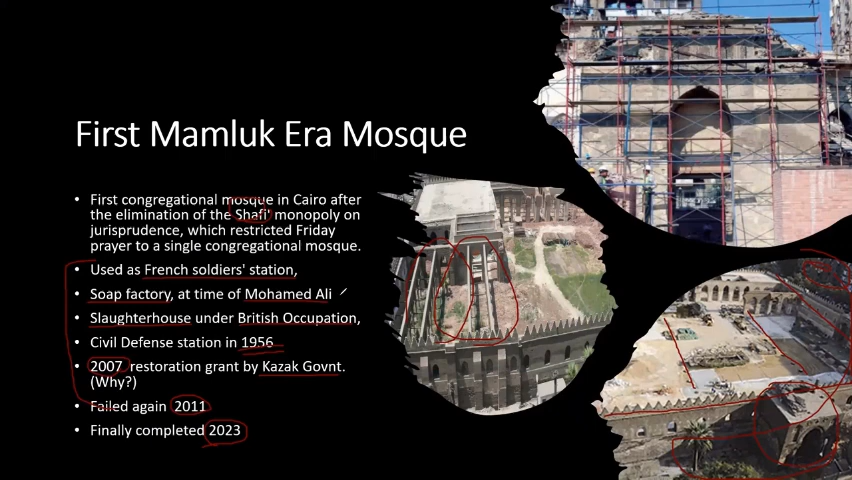 First Mamluk Era Mosque
• First congregational mosque in Cairo after
the elimination of the Shafi' monopoly on
jurisprudence, which restricted Friday
prayer to a single congregational mosque.
• Used as French soldiers' station,
• Soap factory, at time of Mohamed Ali
• Slaughterhouse under British Occupation,
• Civil Defense station in 1956
• 2007 restoration grant by Kazak Govnt.
(Why?)
• Failed again 2011
• Finally completed 2023